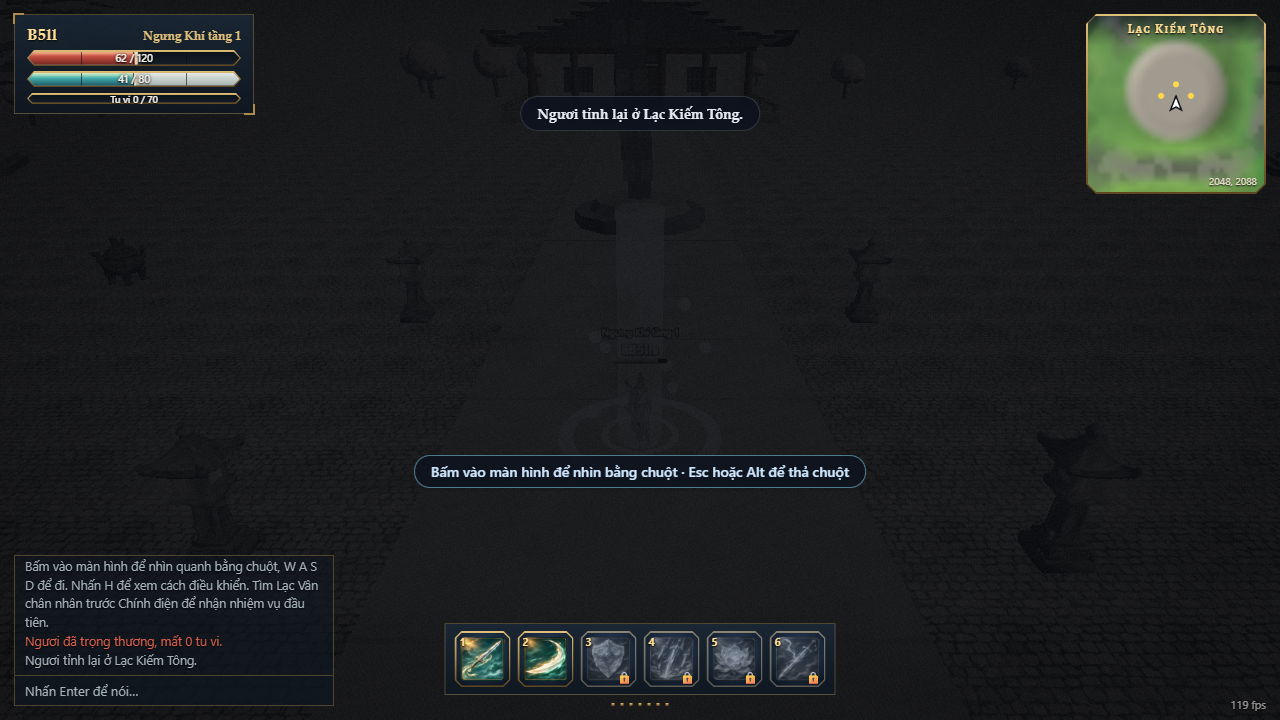 B511
Ngưng Khí tầng 1
62 / 120
41 / 80
Tu vi 0 / 70
Ngươi tỉnh lại ở Lạc Kiếm Tông.
Lạc Kiếm Tông
2048, 2088
Ngưng Khí tầng 1
B511
Bấm vào màn hình để nhìn bằng chuột · Esc hoặc Alt để thả chuột
Bấm vào màn hình để nhìn quanh bằng chuột, W A S
D để đi. Nhấn H để xem cách điều khiển. Tìm Lạc Vân
chân nhân trước Chính điện để nhận nhiệm vụ đầu
tiên.
Ngươi đã trọng thương, mất 0 tu vi.
Ngươi tỉnh lại ở Lạc Kiếm Tông.
Nhấn Enter để nói...
1
2
3
4
5
6
119 fps